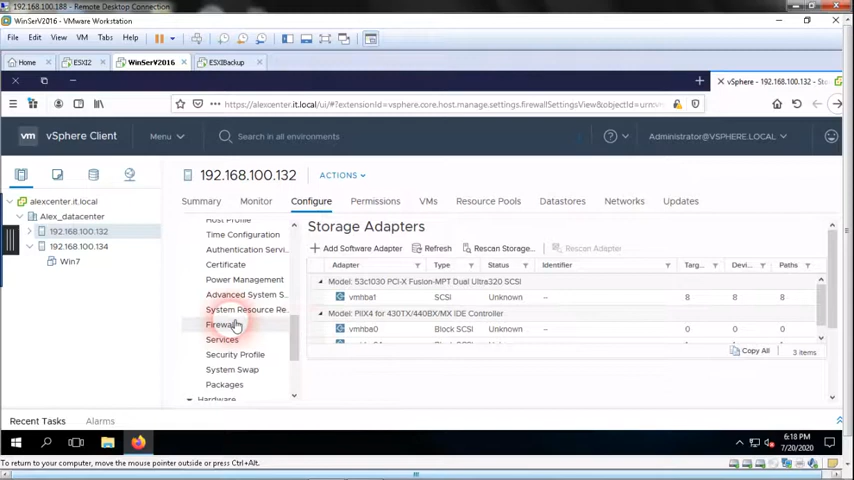 192.168.100.188 - Remote Desktop Connection
WinSerV2016 - VMware Workstation
File Edit View VM Tabs Help
Home ESXI2 WinSerV2016 ESXIBackup
vSphere - 192.168.100.132 - Sto
https://alexcenter.it.local/ui/#?extensionId=vsphere.core.host.manage.settings.firewallSettingsView&objectId=urn:vm
vm vSphere Client Menu Search in all environments Administrator@VSPHERE.LOCAL
192.168.100.132 ACTIONS
alexcenter.it.local
Alex_datacenter
192.168.100.132
192.168.100.134
Win7
Summary Monitor Configure Permissions VMs Resource Pools Datastores Networks Updates
Host Profile
Time Configuration
Authentication Servi...
Certificate
Power Management
Advanced System S...
System Resource Re...
Firewall
Services
Security Profile
System Swap
Packages
Hardware
Storage Adapters
Add Software Adapter Refresh Rescan Storage... Rescan Adapter
Adapter Type Status Identifier Targ... Devi... Paths
Model: 53c1030 PCI-X Fusion-MPT Dual Ultra320 SCSI
vmhba1 SCSI Unknown -- 8 8 8
Model: PIIX4 for 430TX/440BX/MX IDE Controller
vmhba0 Block SCSI Unknown -- 0 0 0
Copy All 3 items
Recent Tasks Alarms
6:18 PM
7/20/2020
To return to your computer, move the mouse pointer outside or press Ctrl+Alt.